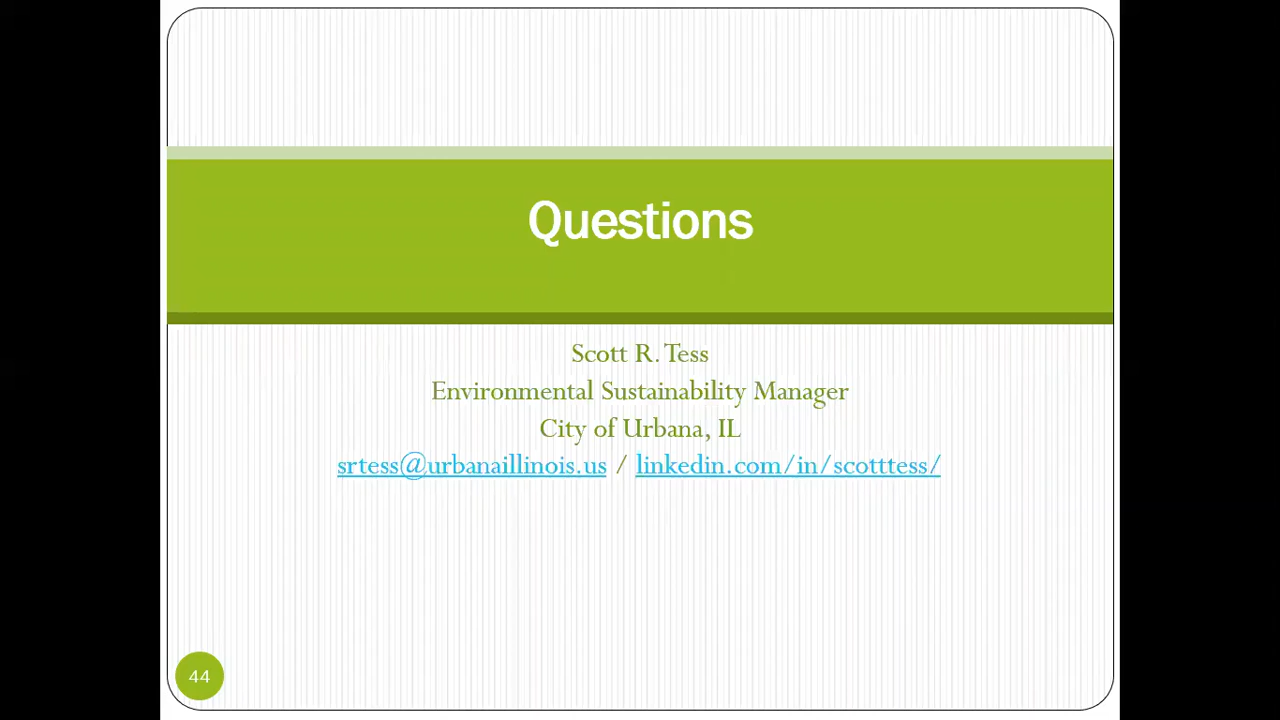 Questions
Scott R. Tess
Environmental Sustainability Manager
City of Urbana, IL
srtess@urbanaillinois.us / linkedin.com/in/scotttess/
44